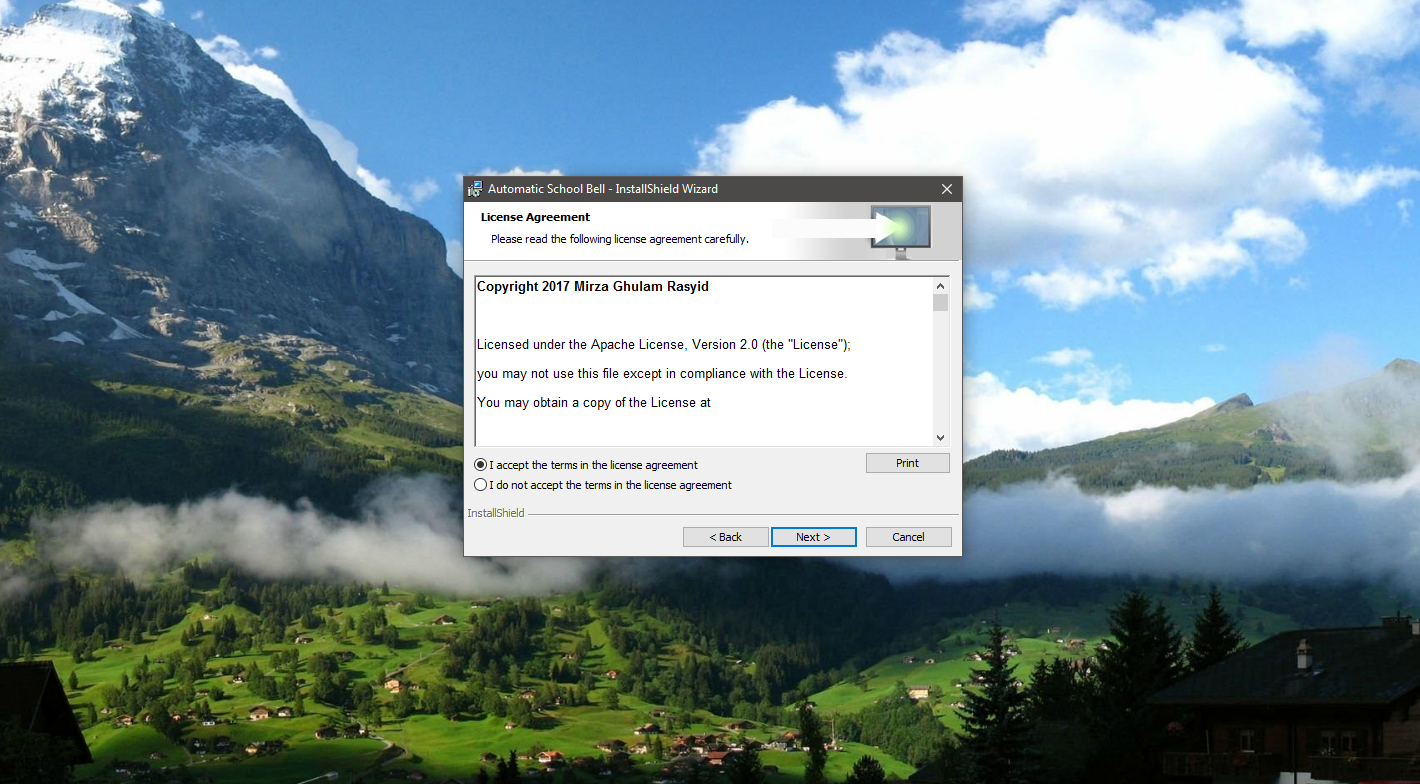 Automatic School Bell - InstallShield Wizard
License Agreement
Please read the following license agreement carefully.
Copyright 2017 Mirza Ghulam Rasyid
Licensed under the Apache License, Version 2.0 (the "License");
you may not use this file except in compliance with the License.
You may obtain a copy of the License at
I accept the terms in the license agreement
Print
I do not accept the terms in the license agreement
InstallShield
< Back
Next >
Cancel